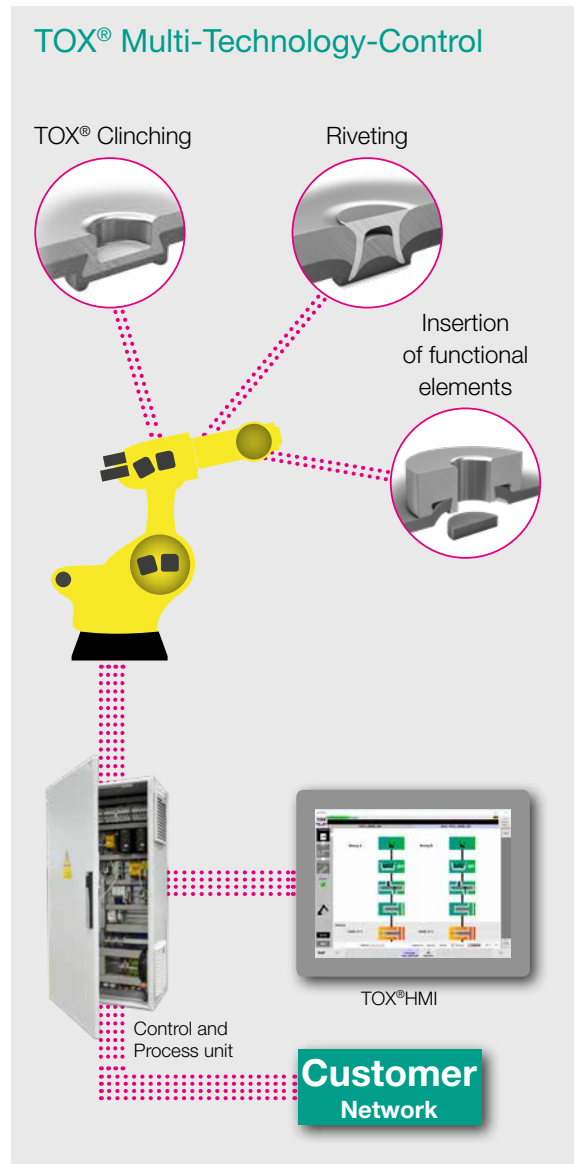 TOX® Multi-Technology-Control
TOX® Clinching
Riveting
Insertion
of functional
elements
TOX®HMI
Control and
Process unit
Customer
Network